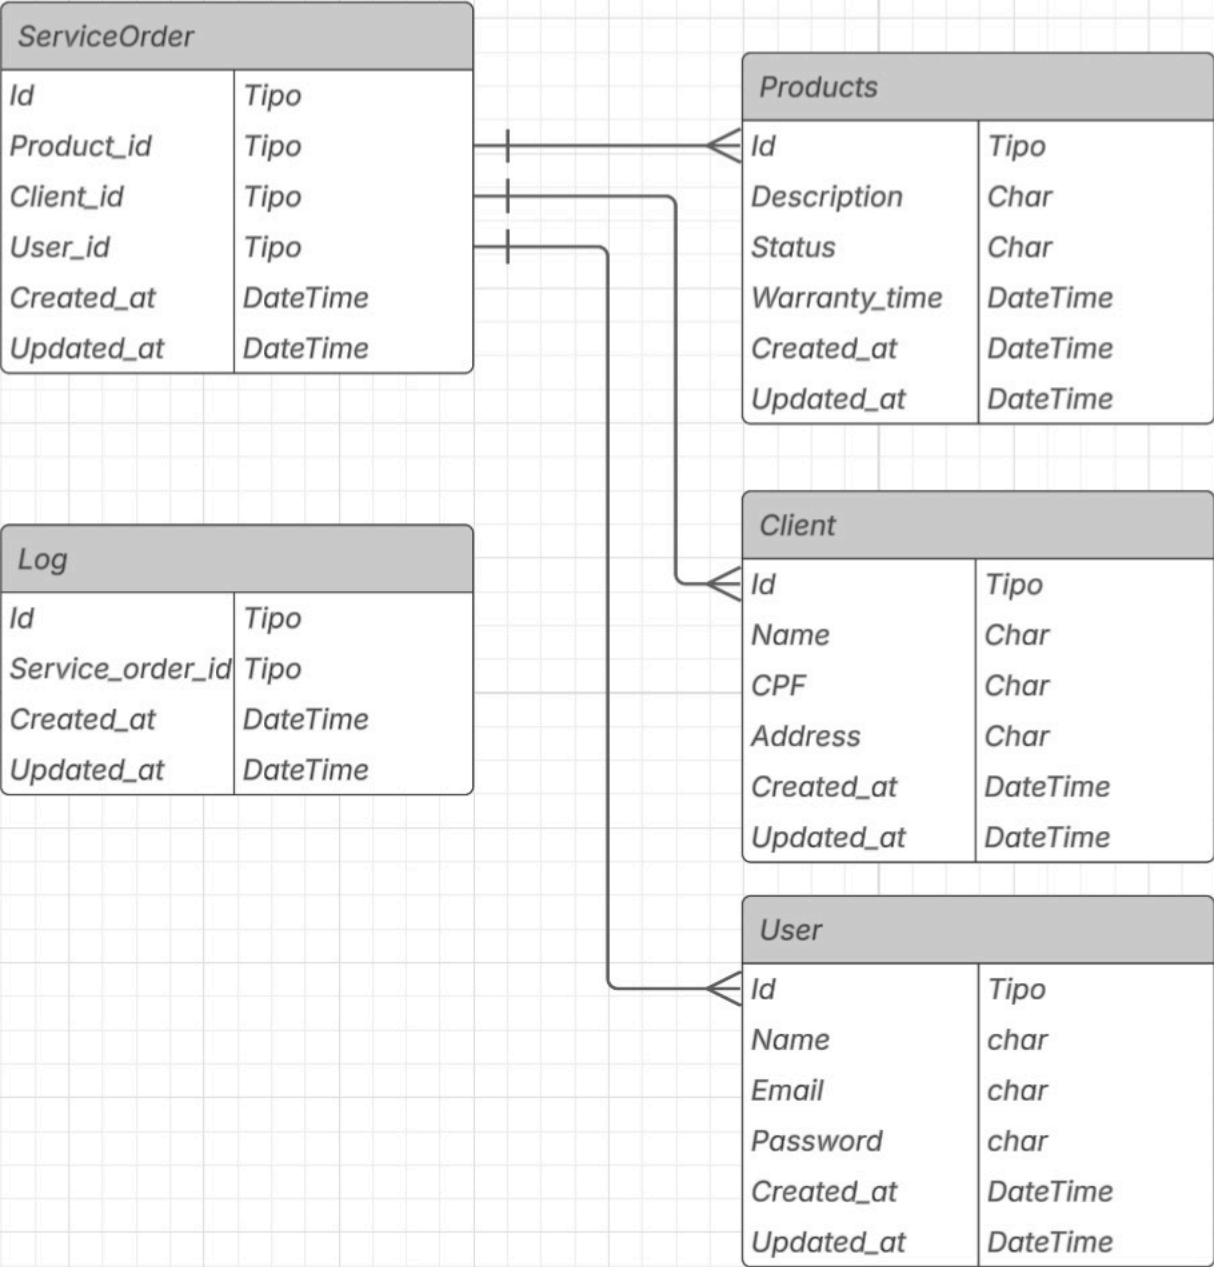 ServiceOrder
Id Tipo
Product_id Tipo
Client_id Tipo
User_id Tipo
Created_at DateTime
Updated_at DateTime
Products
Id Tipo
Description Char
Status Char
Warranty_time DateTime
Created_at DateTime
Updated_at DateTime
Log
Id Tipo
Service_order_id Tipo
Created_at DateTime
Updated_at DateTime
Client
Id Tipo
Name Char
CPF Char
Address Char
Created_at DateTime
Updated_at DateTime
User
Id Tipo
Name char
Email char
Password char
Created_at DateTime
Updated_at DateTime